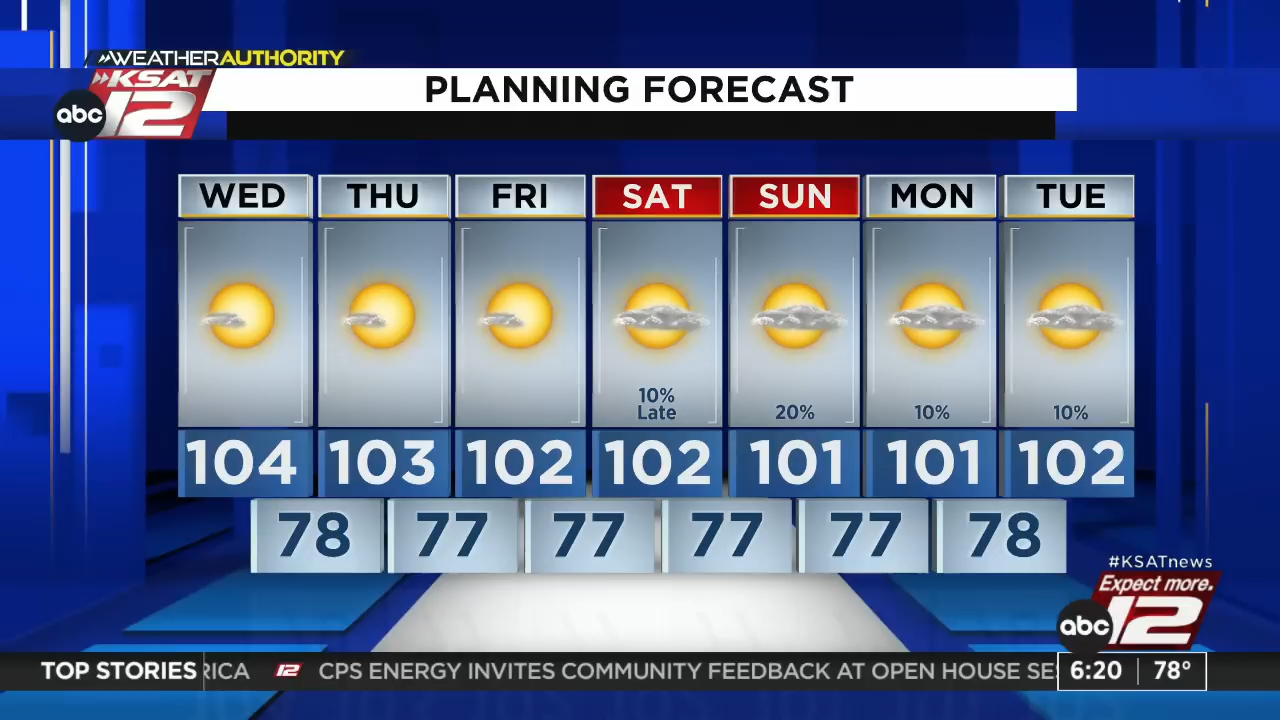 WEATHER AUTHORITY
KSAT
abc 12
PLANNING FORECAST
WED THU FRI SAT SUN MON TUE
10%
Late 20% 10% 10%
104 103 102 102 101 101 102
78 77 77 77 77 78
#KSATnews
Expect more.
abc 12
TOP STORIES RICA 12 CPS ENERGY INVITES COMMUNITY FEEDBACK AT OPEN HOUSE SE 6:20 78°